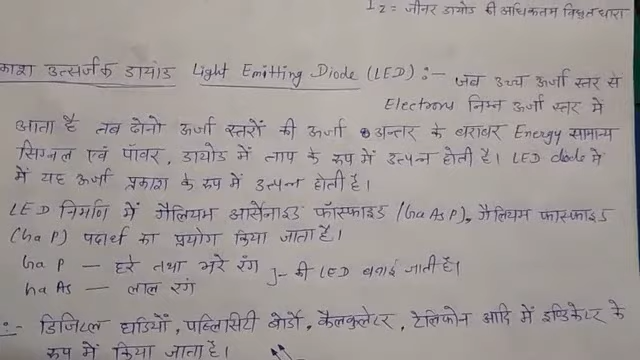 Iz = जीनर डायोड की अधिकतम विद्युत धारा
काश उत्सर्जक डायोड Light Emitting Diode (LED) :- जब उच्च ऊर्जा स्तर से
Electrons निम्न ऊर्जा स्तर में
आता है तब दोनो ऊर्जा स्तरों की ऊर्जा अन्तर के बराबर Energy सामान्य
सिग्नल एवं पॉवर, डायोड में ताप के रूप में उत्पन्न होती है। LED diode में
में यह ऊर्जा प्रकाश के रूप में उत्पन्न होती है।
LED निर्माण में गैलियम आर्सेनाइड फॉस्फाइड (Ga As P), गैलियम फास्फाइड
(Ga P) पदार्थ का प्रयोग किया जाता है।
Ga P — हरे तथा भरे रंग } की LED बनाई जाती है।
Ga As — लाल रंग
:- डिजिटल घडियाँ, पब्लिसिटी बोर्डो, कैलकुलेटर, टेलिफोन आदि में इण्डिकेटर के
रूप में किया जाता है।